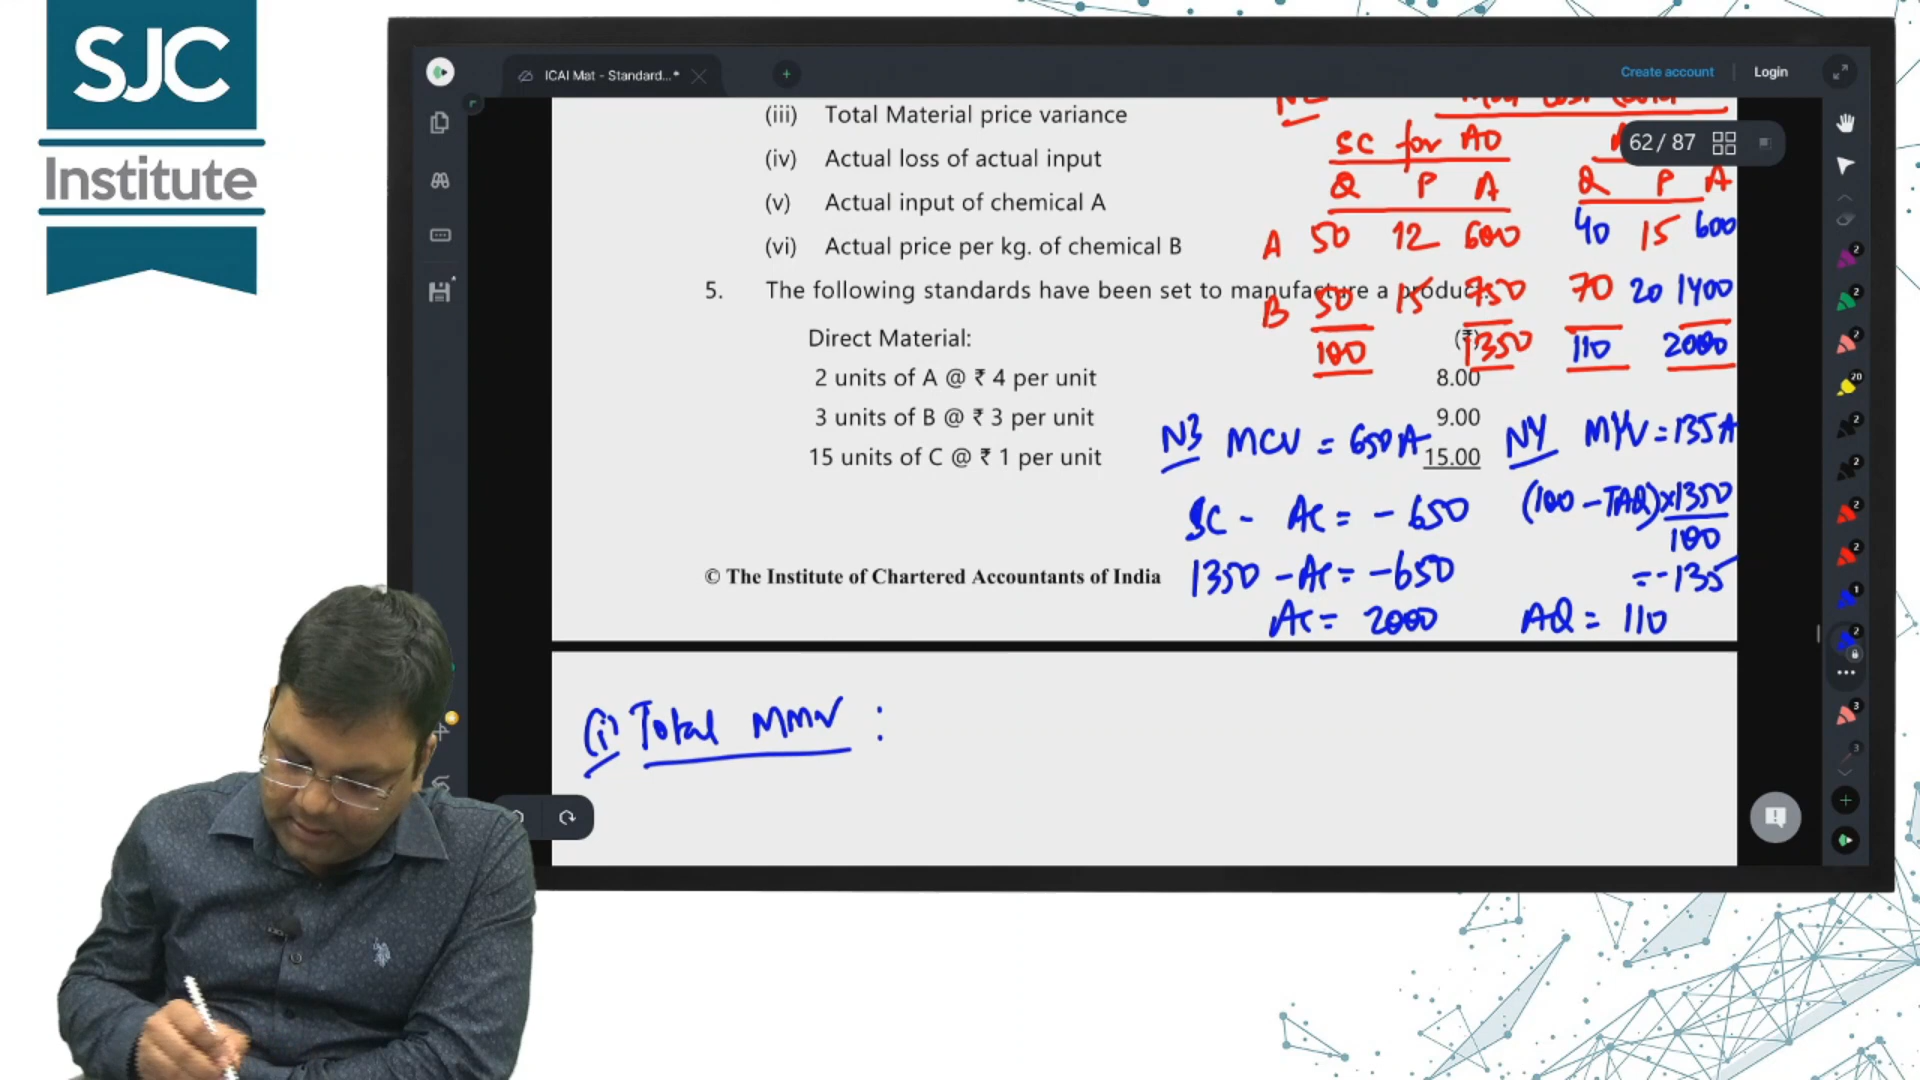 SJC
Institute
ICAI Mat - Standard...*
Create account
Login
62 / 87
(iii) Total Material price variance
(iv) Actual loss of actual input
(v) Actual input of chemical A
(vi) Actual price per kg. of chemical B
SC for AO
Q P A
Q P A
A 50 12 600 40 15 600
B 50 15 750 70 20 1400
100 1350 110 2000
5. The following standards have been set to manufacture a product:
Direct Material: (₹)
2 units of A @ ₹ 4 per unit 8.00
3 units of B @ ₹ 3 per unit 9.00
15 units of C @ ₹ 1 per unit 15.00
N3 MCV = 650A
SC - AC = - 650
1350 - AC = - 650
AC = 2000
N4 MYV = 135A
(100 - TAQ) × 1350
100
= - 135
AQ = 110
© The Institute of Chartered Accountants of India
(i) Total MMV :